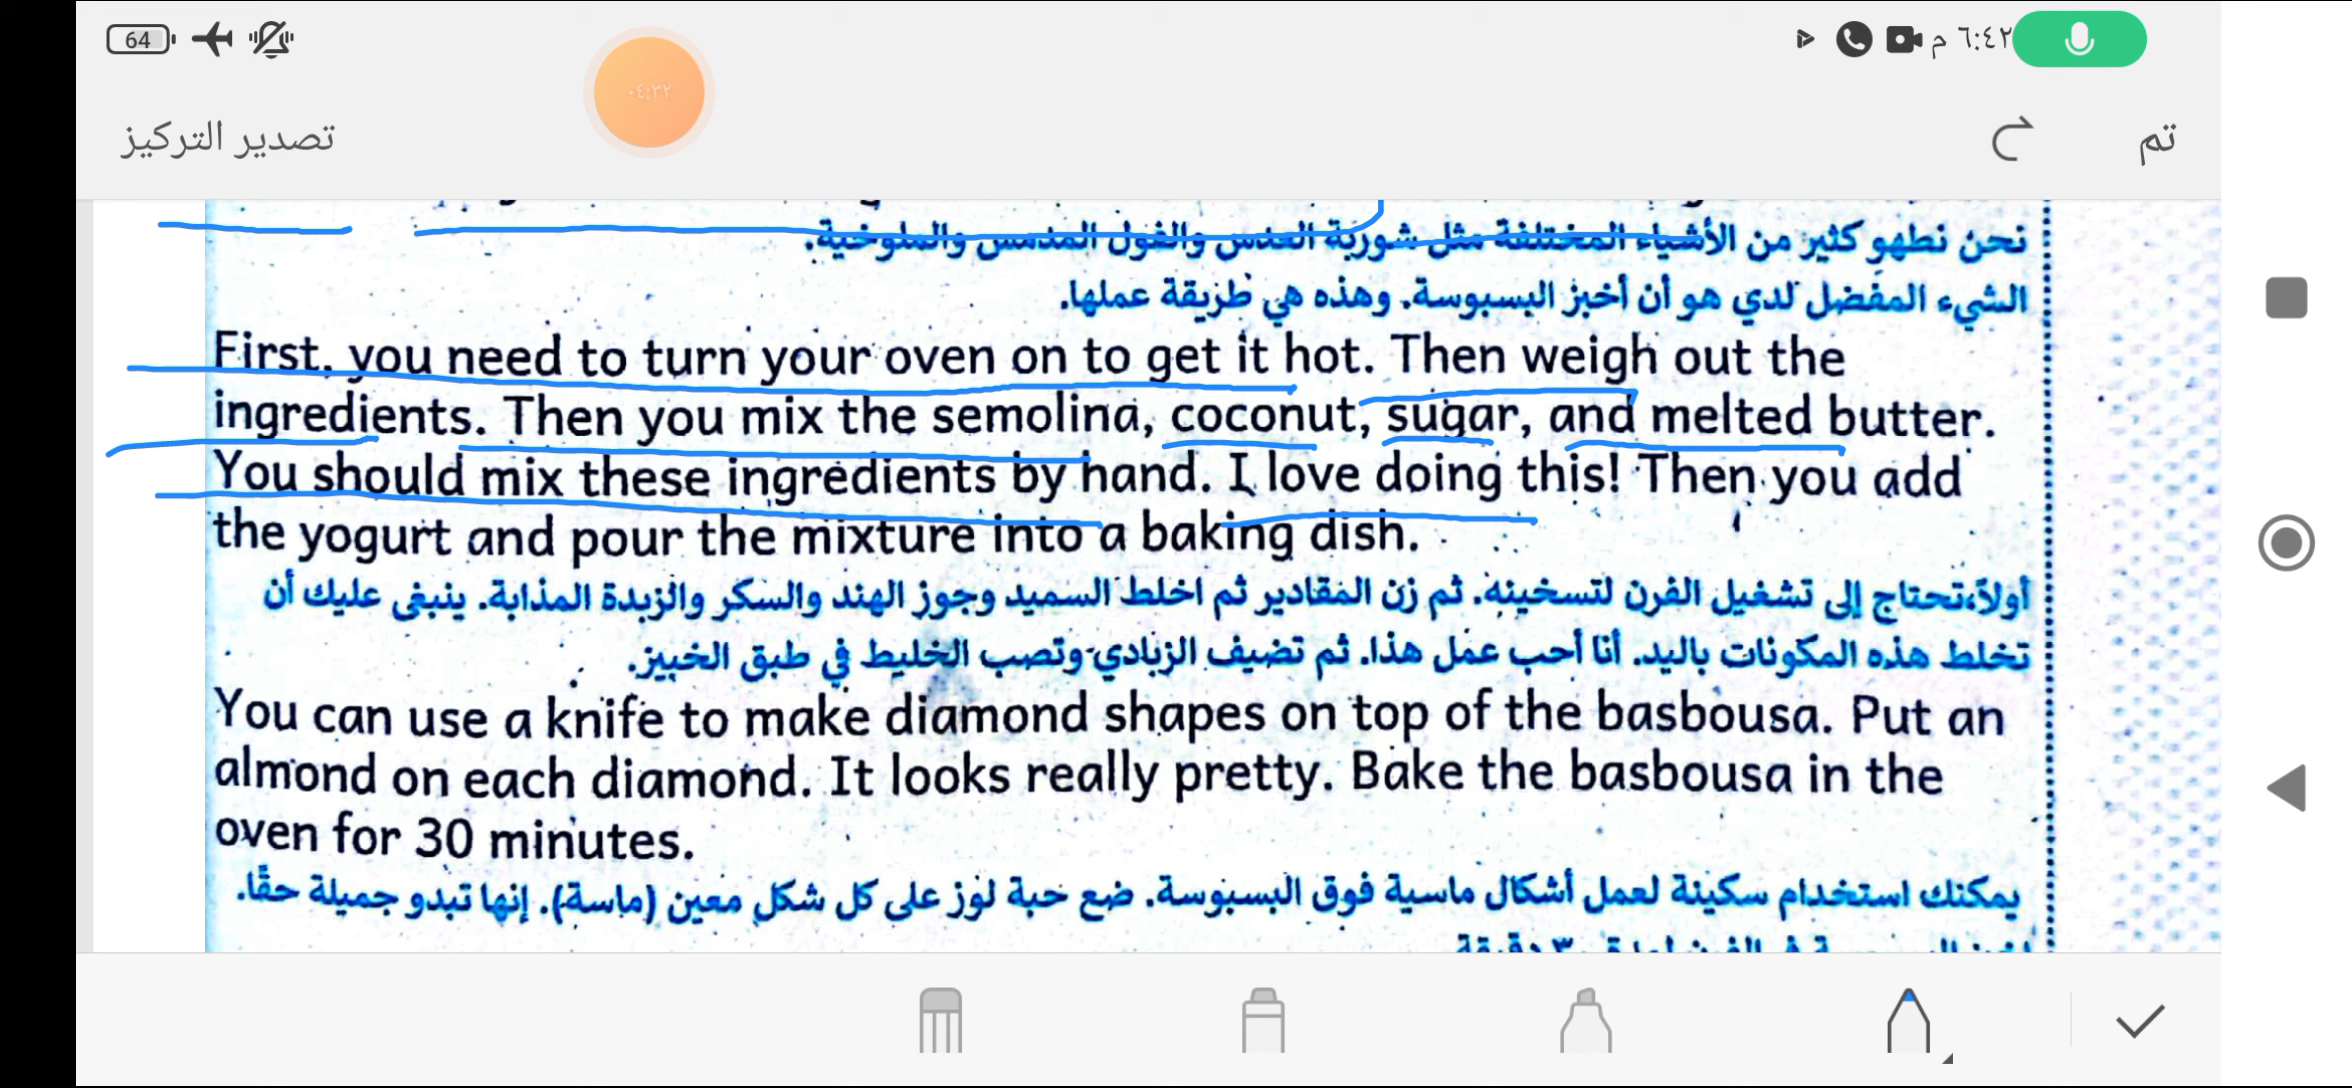 64
٠٤:٣٢
٦:٤٢ م
تصدير التركيز
تم
نحن نطهو كثير من الأشياء المختلفة مثل شوربة العدس والفول المدمس والملوخية.
الشيء المفضل لدي هو أن أخبز البسبوسة. وهذه هي طريقة عملها.
First, you need to turn your oven on to get it hot. Then weigh out the
ingredients. Then you mix the semolina, coconut, sugar, and melted butter.
You should mix these ingredients by hand. I love doing this! Then you add
the yogurt and pour the mixture into a baking dish.
أولاً،تحتاج إلى تشغيل الفرن لتسخينه. ثم زن المقادير ثم اخلط السميد وجوز الهند والسكر والزبدة المذابة. ينبغى عليك أن
تخلط هذه المكونات باليد. أنا أحب عمل هذا. ثم تضيف الزبادي وتصب الخليط في طبق الخبيز.
You can use a knife to make diamond shapes on top of the basbousa. Put an
almond on each diamond. It looks really pretty. Bake the basbousa in the
oven for 30 minutes.
يمكنك استخدام سكينة لعمل أشكال ماسية فوق البسبوسة. ضع حبة لوز على كل شكل معين (ماسة). إنها تبدو جميلة حقًا.